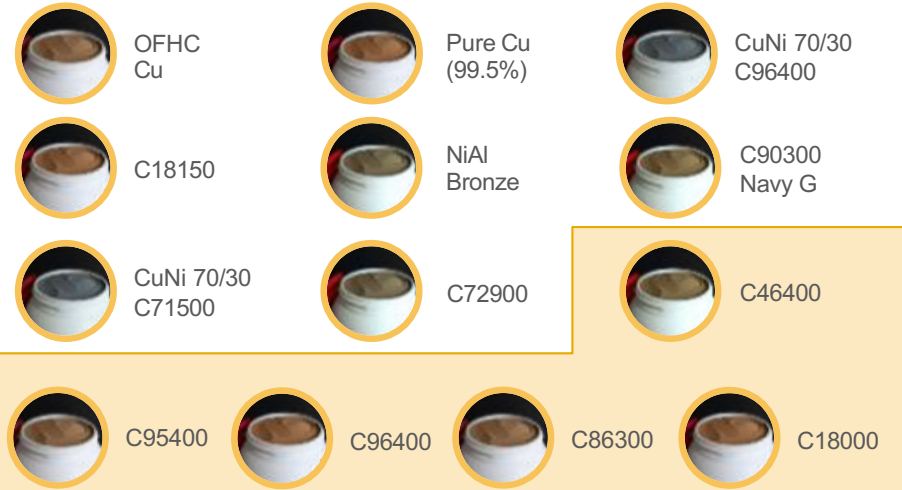 OFHC
Cu
Pure Cu
(99.5%)
CuNi 70/30
C96400
C18150
NiAl
Bronze
C90300
Navy G
CuNi 70/30
C71500
C72900
C46400
C95400
C96400
C86300
C18000